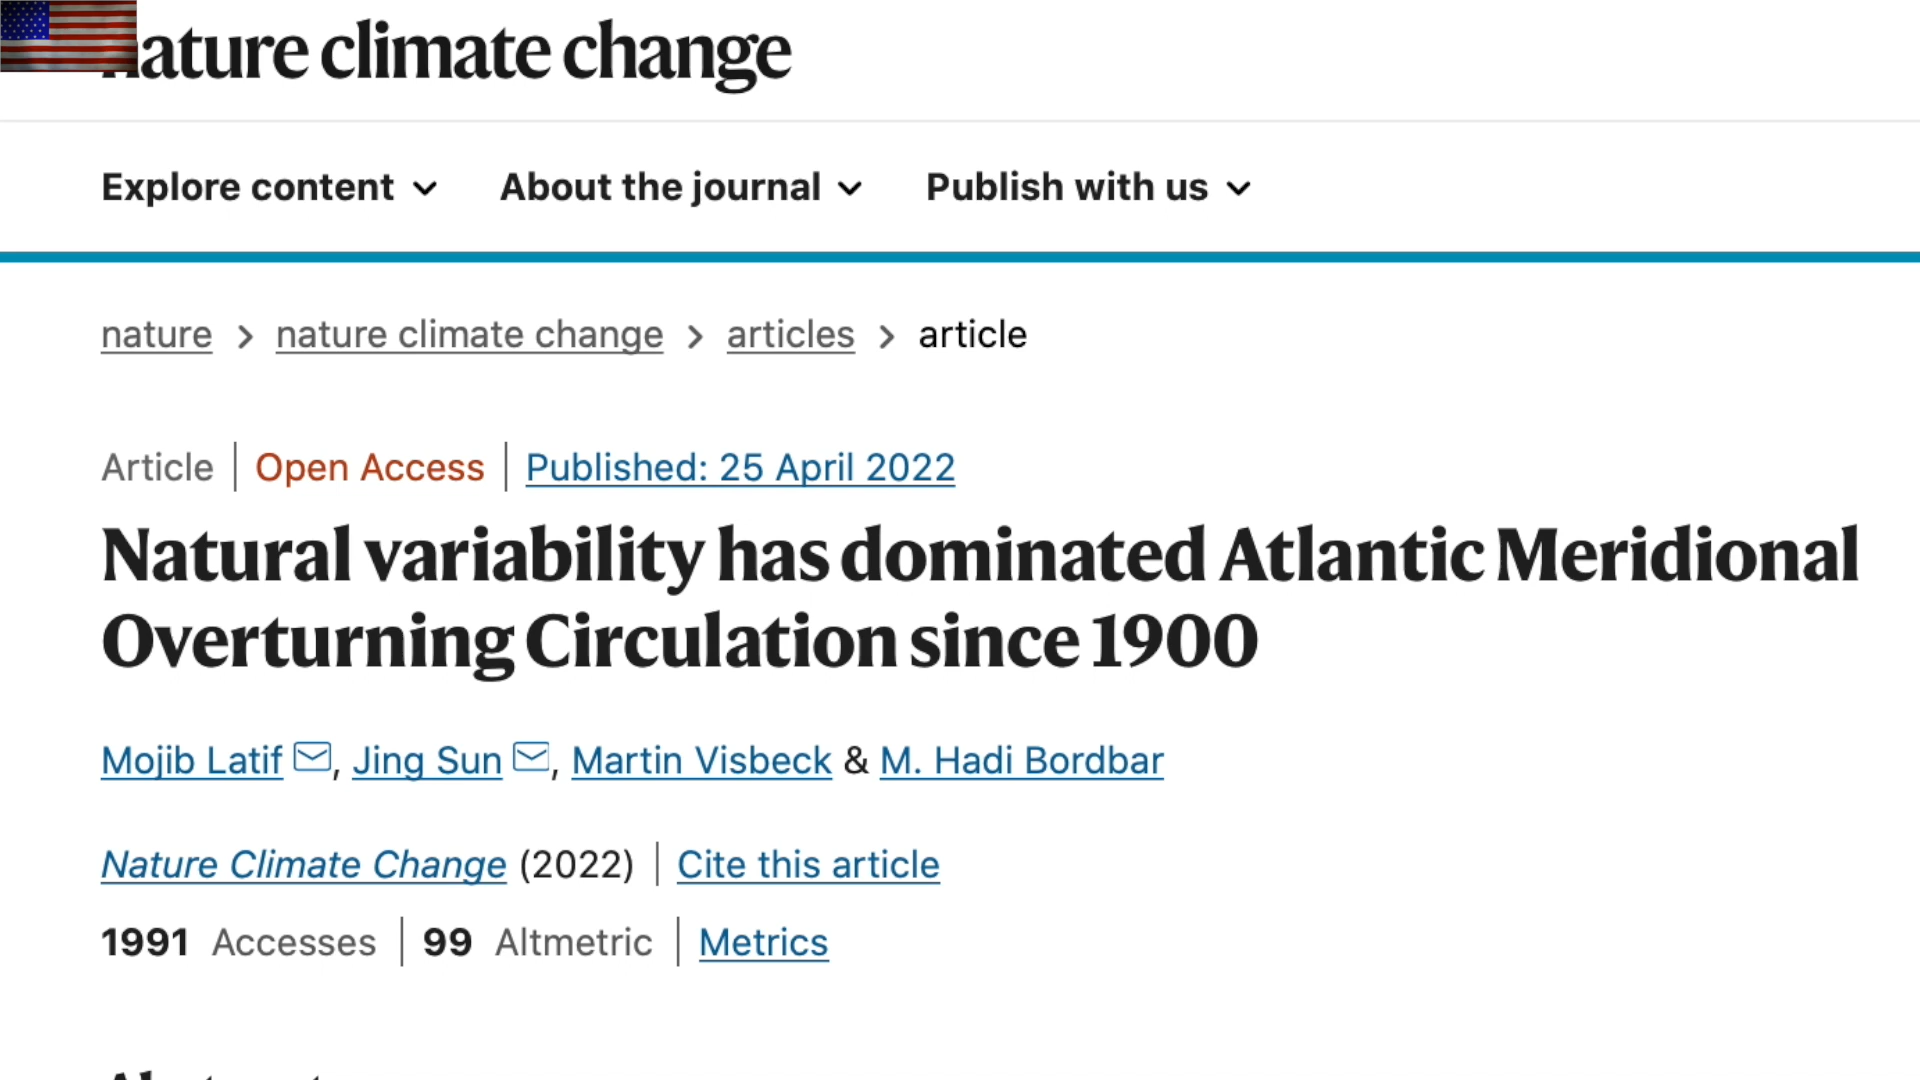 nature climate change
Explore content
About the journal
Publish with us
nature > nature climate change > articles > article
Article | Open Access | Published: 25 April 2022
Natural variability has dominated Atlantic Meridional
Overturning Circulation since 1900
Mojib Latif, Jing Sun, Martin Visbeck & M. Hadi Bordbar
Nature Climate Change (2022) | Cite this article
1991 Accesses | 99 Altmetric | Metrics